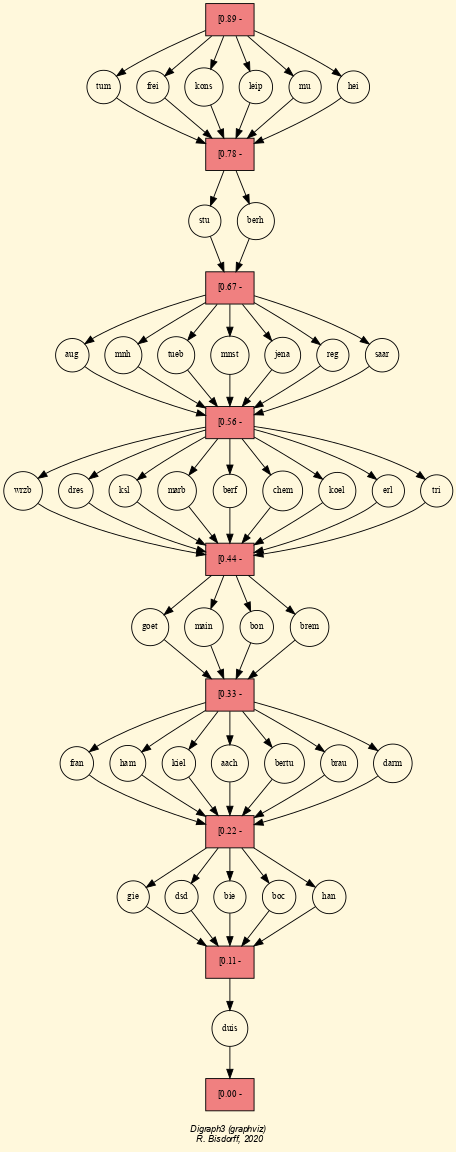 [0.89 -
tum frei kons leip mu hei
[0.78 -
stu berh
[0.67 -
aug mnh tueb mnst jena reg saar
[0.56 -
wrzb dres ksl marb berf chem koel erl tri
[0.44 -
goet main bon brem
[0.33 -
fran ham kiel aach bertu brau darm
[0.22 -
gie dsd bie boc han
[0.11 -
duis
[0.00 -
Digraph3 (graphviz)
R. Bisdorff, 2020